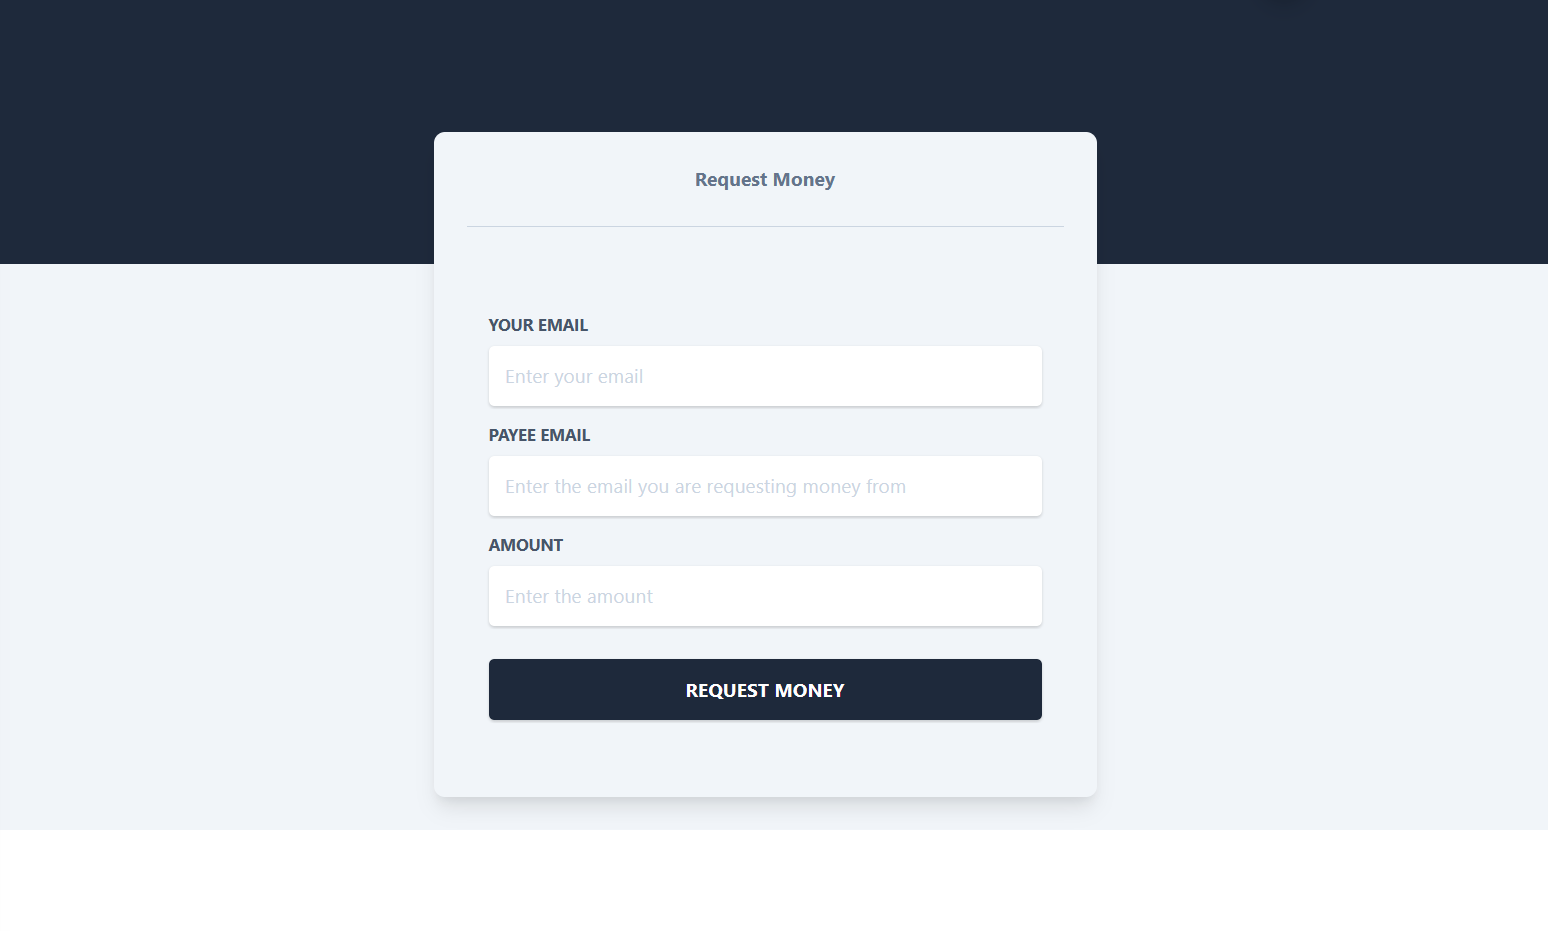 Request Money
YOUR EMAIL
Enter your email
PAYEE EMAIL
Enter the email you are requesting money from
AMOUNT
Enter the amount
REQUEST MONEY